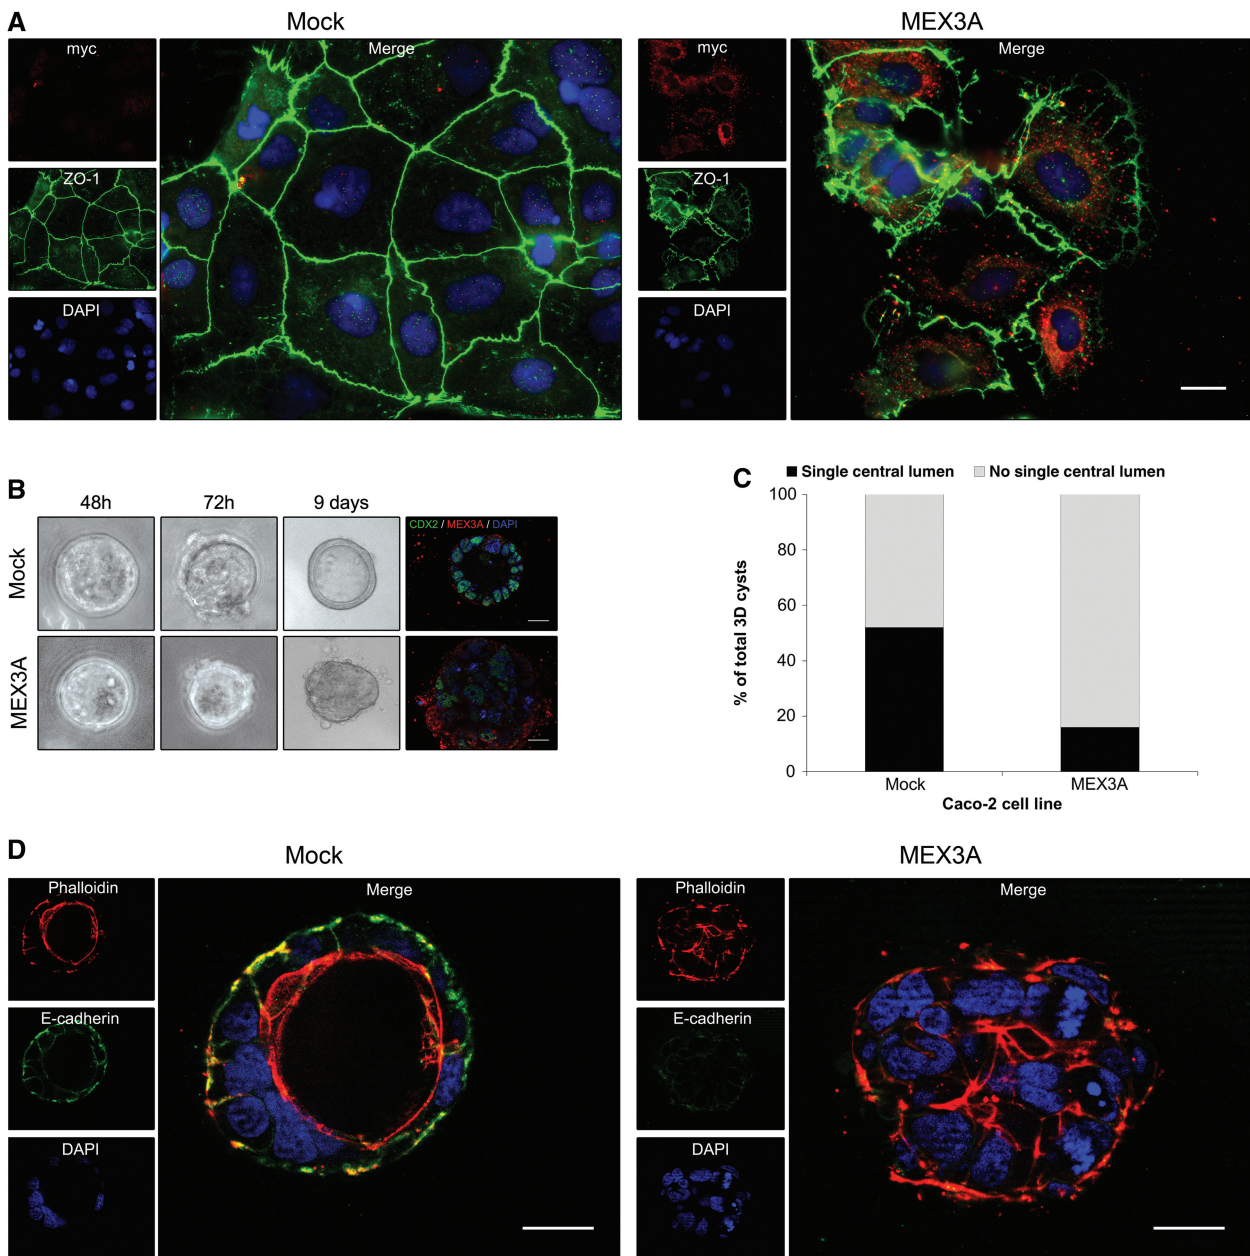 A
Mock
MEX3A
myc
Merge
myc
Merge
ZO-1
ZO-1
DAPI
DAPI
B
48h
72h
9 days
Mock
CDX2 / MEX3A / DAPI
MEX3A
C
Single central lumen
No single central lumen
% of total 3D cysts
100
80
60
40
20
0
Mock
MEX3A
Caco-2 cell line
D
Mock
MEX3A
Phalloidin
Merge
Phalloidin
Merge
E-cadherin
E-cadherin
DAPI
DAPI